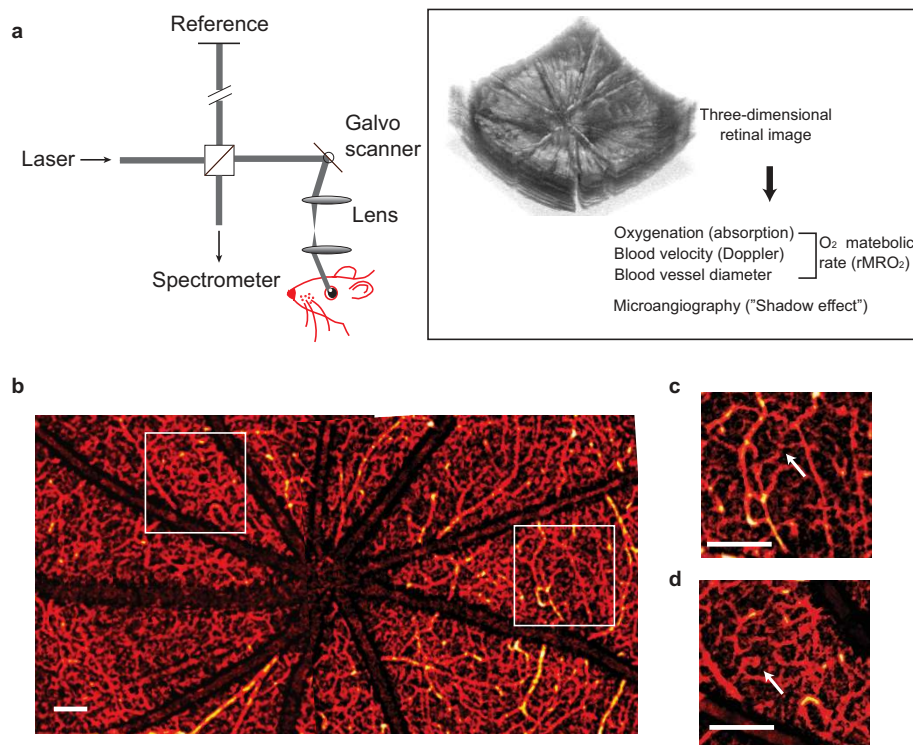 a
Reference
Laser
Galvo
scanner
Lens
Spectrometer
Three-dimensional
retinal image
Oxygenation (absorption)
Blood velocity (Doppler)
Blood vessel diameter
O₂ matebolic
rate (rMRO₂)
Microangiography ("Shadow effect")
b
c
d